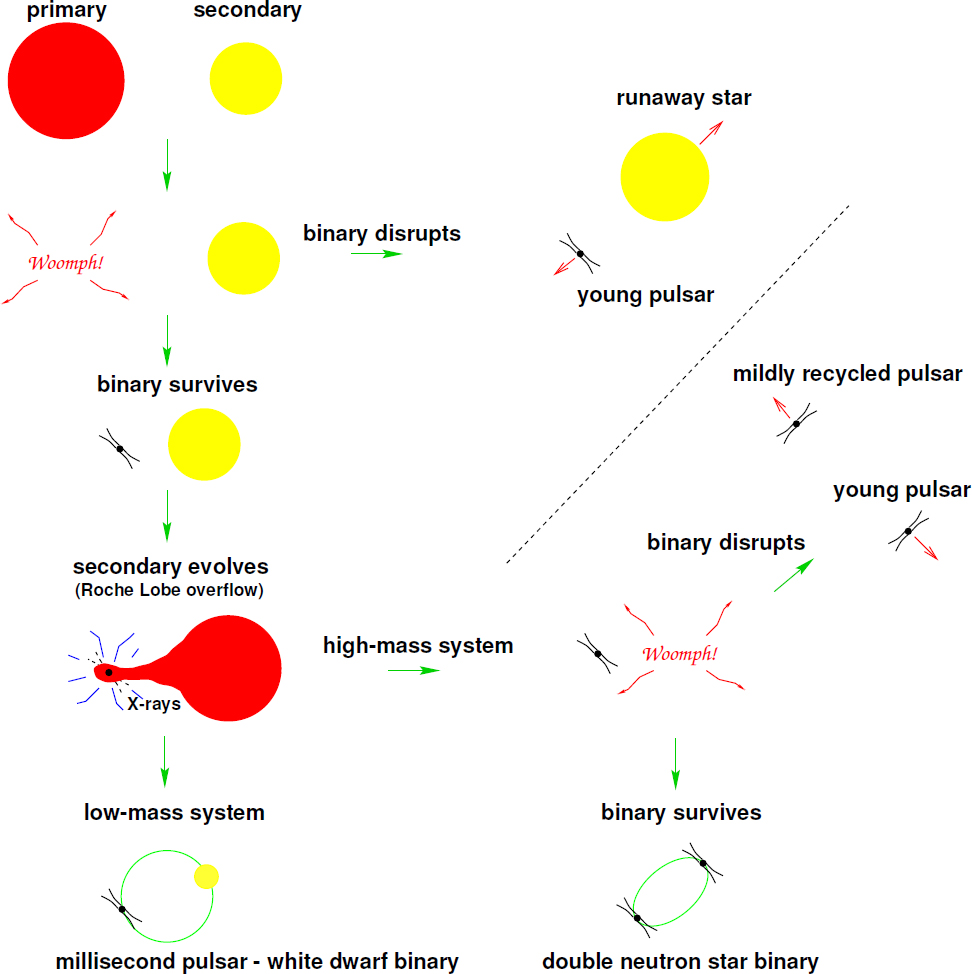 primary
secondary
runaway star
Woomph!
binary disrupts
young pulsar
binary survives
mildly recycled pulsar
young pulsar
secondary evolves
(Roche Lobe overflow)
binary disrupts
high-mass system
Woomph!
X-rays
low-mass system
binary survives
millisecond pulsar - white dwarf binary
double neutron star binary